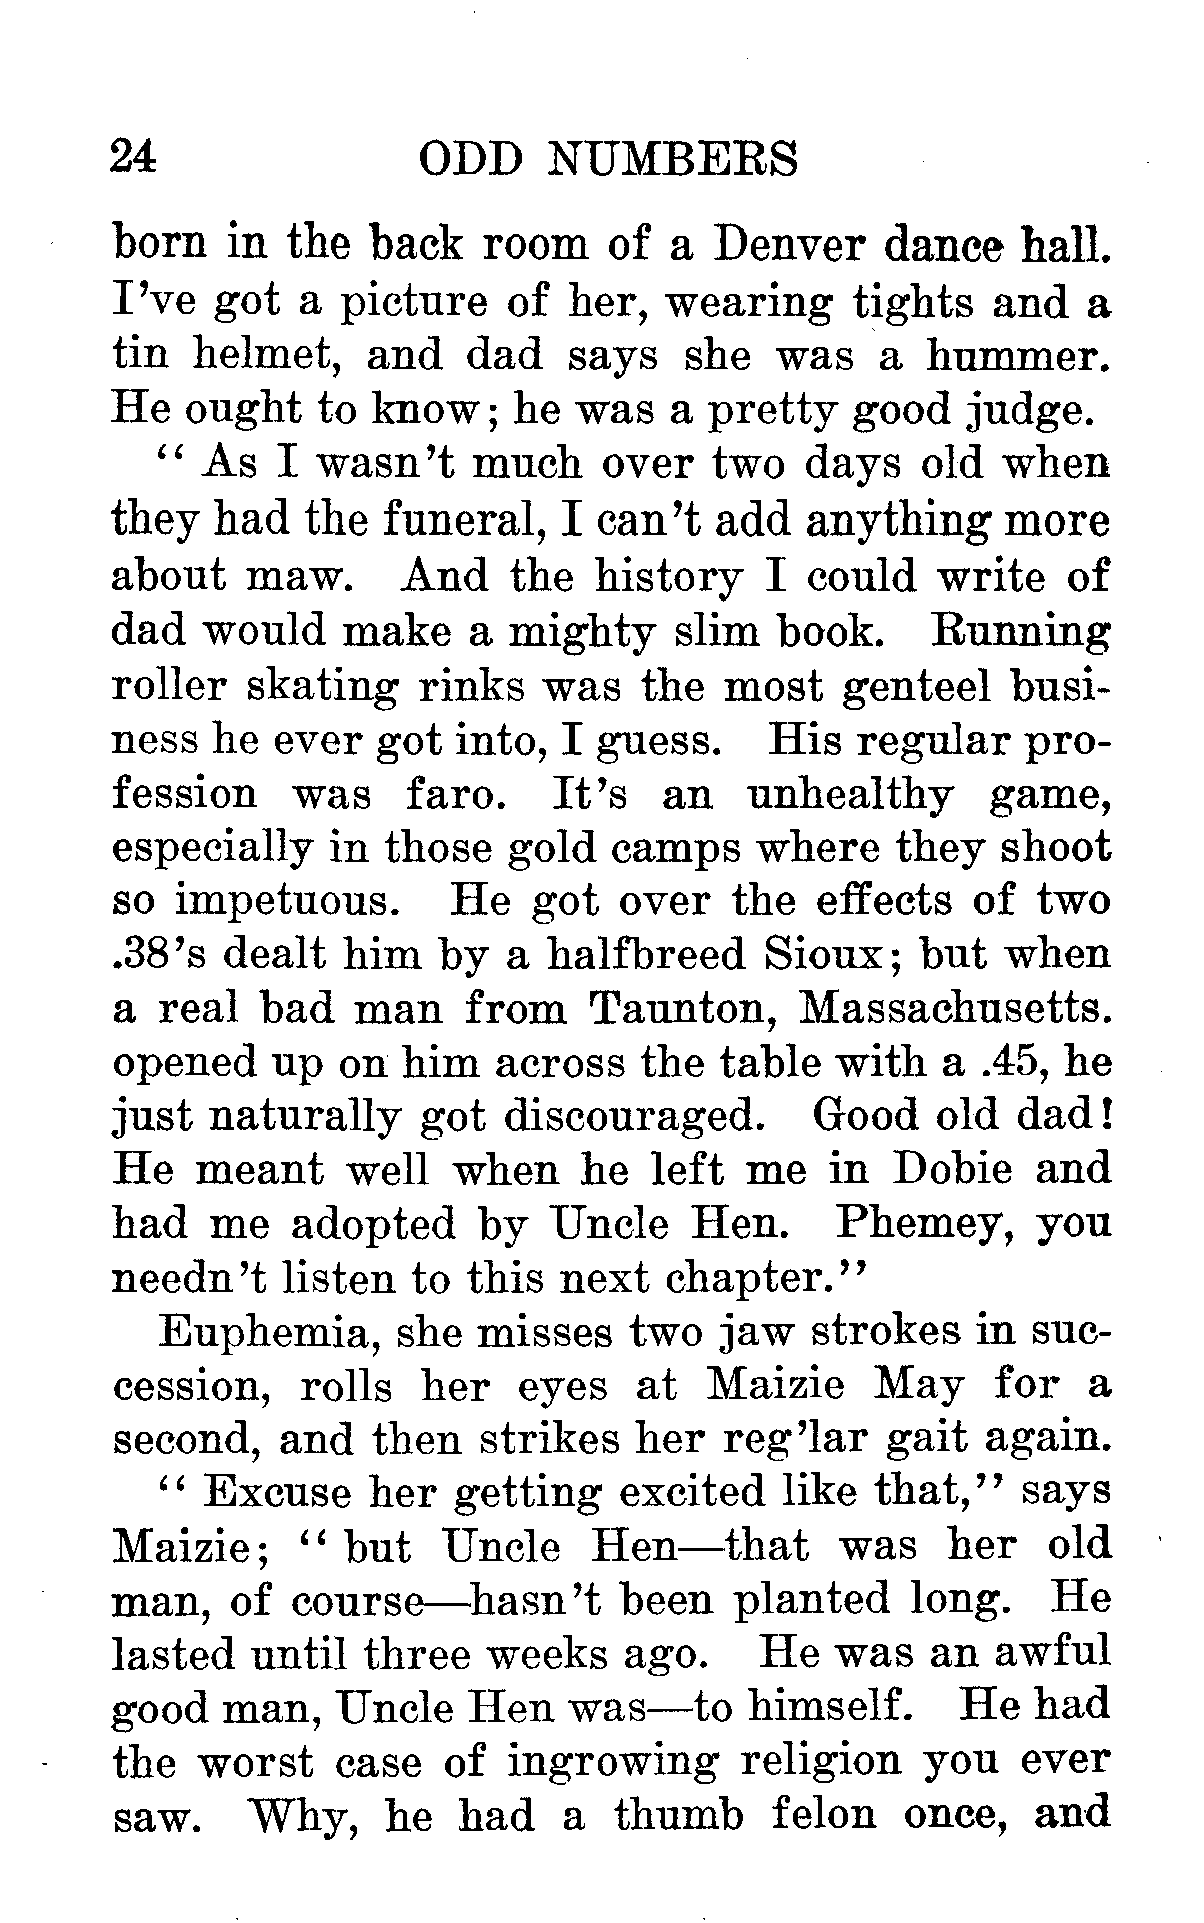 24 ODD NUMBERS
born in the back room of a Denver dance hall.
I've got a picture of her, wearing tights and a
tin helmet, and dad says she was a hummer.
He ought to know; he was a pretty good judge.
" As I wasn't much over two days old when
they had the funeral, I can't add anything more
about maw. And the history I could write of
dad would make a mighty slim book. Running
roller skating rinks was the most genteel busi-
ness he ever got into, I guess. His regular pro-
fession was faro. It's an unhealthy game,
especially in those gold camps where they shoot
so impetuous. He got over the effects of two
.38's dealt him by a halfbreed Sioux; but when
a real bad man from Taunton, Massachusetts.
opened up on him across the table with a .45, he
just naturally got discouraged. Good old dad!
He meant well when he left me in Dobie and
had me adopted by Uncle Hen. Phemey, you
needn't listen to this next chapter."
Euphemia, she misses two jaw strokes in suc-
cession, rolls her eyes at Maizie May for a
second, and then strikes her reg'lar gait again.
" Excuse her getting excited like that," says
Maizie; " but Uncle Hen—that was her old
man, of course—hasn't been planted long. He
lasted until three weeks ago. He was an awful
good man, Uncle Hen was—to himself. He had
the worst case of ingrowing religion you ever
saw. Why, he had a thumb felon once, and